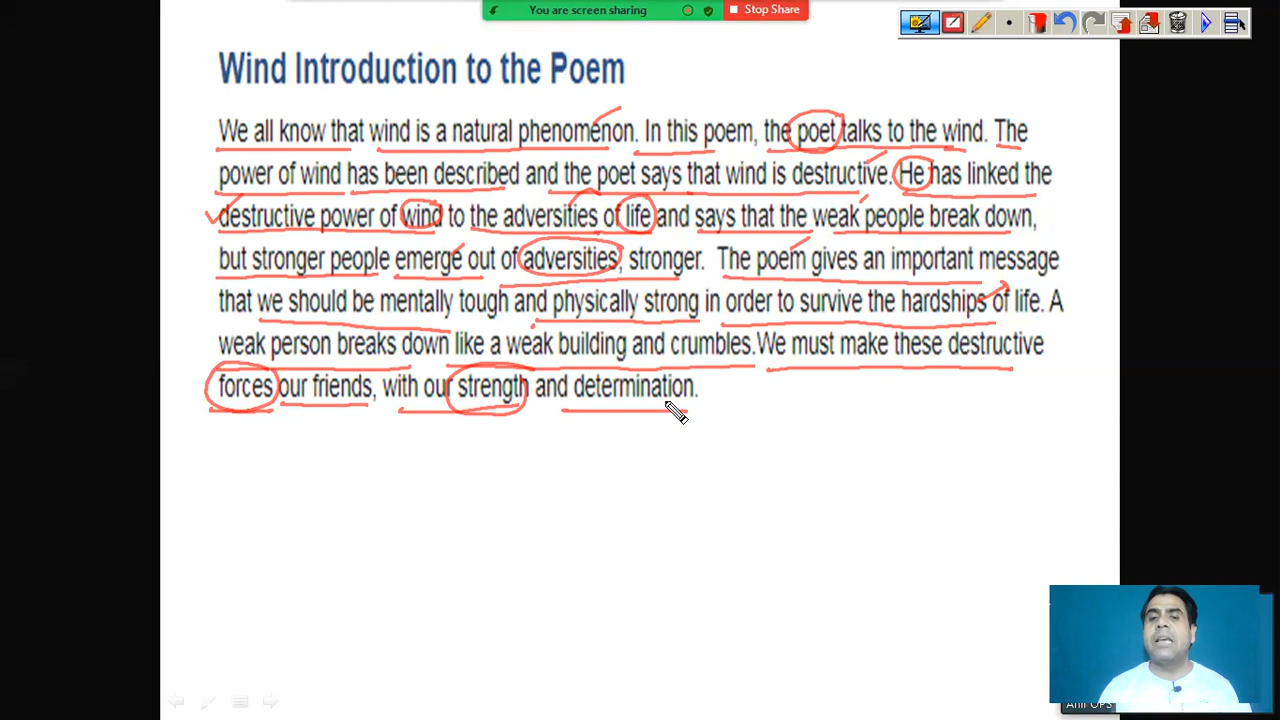 You are screen sharing
Stop Share
Wind Introduction to the Poem
We all know that wind is a natural phenomenon. In this poem, the poet talks to the wind. The
power of wind has been described and the poet says that wind is destructive. He has linked the
destructive power of wind to the adversities of life and says that the weak people break down,
but stronger people emerge out of adversities, stronger. The poem gives an important message
that we should be mentally tough and physically strong in order to survive the hardships of life. A
weak person breaks down like a weak building and crumbles.We must make these destructive
forces our friends, with our strength and determination.